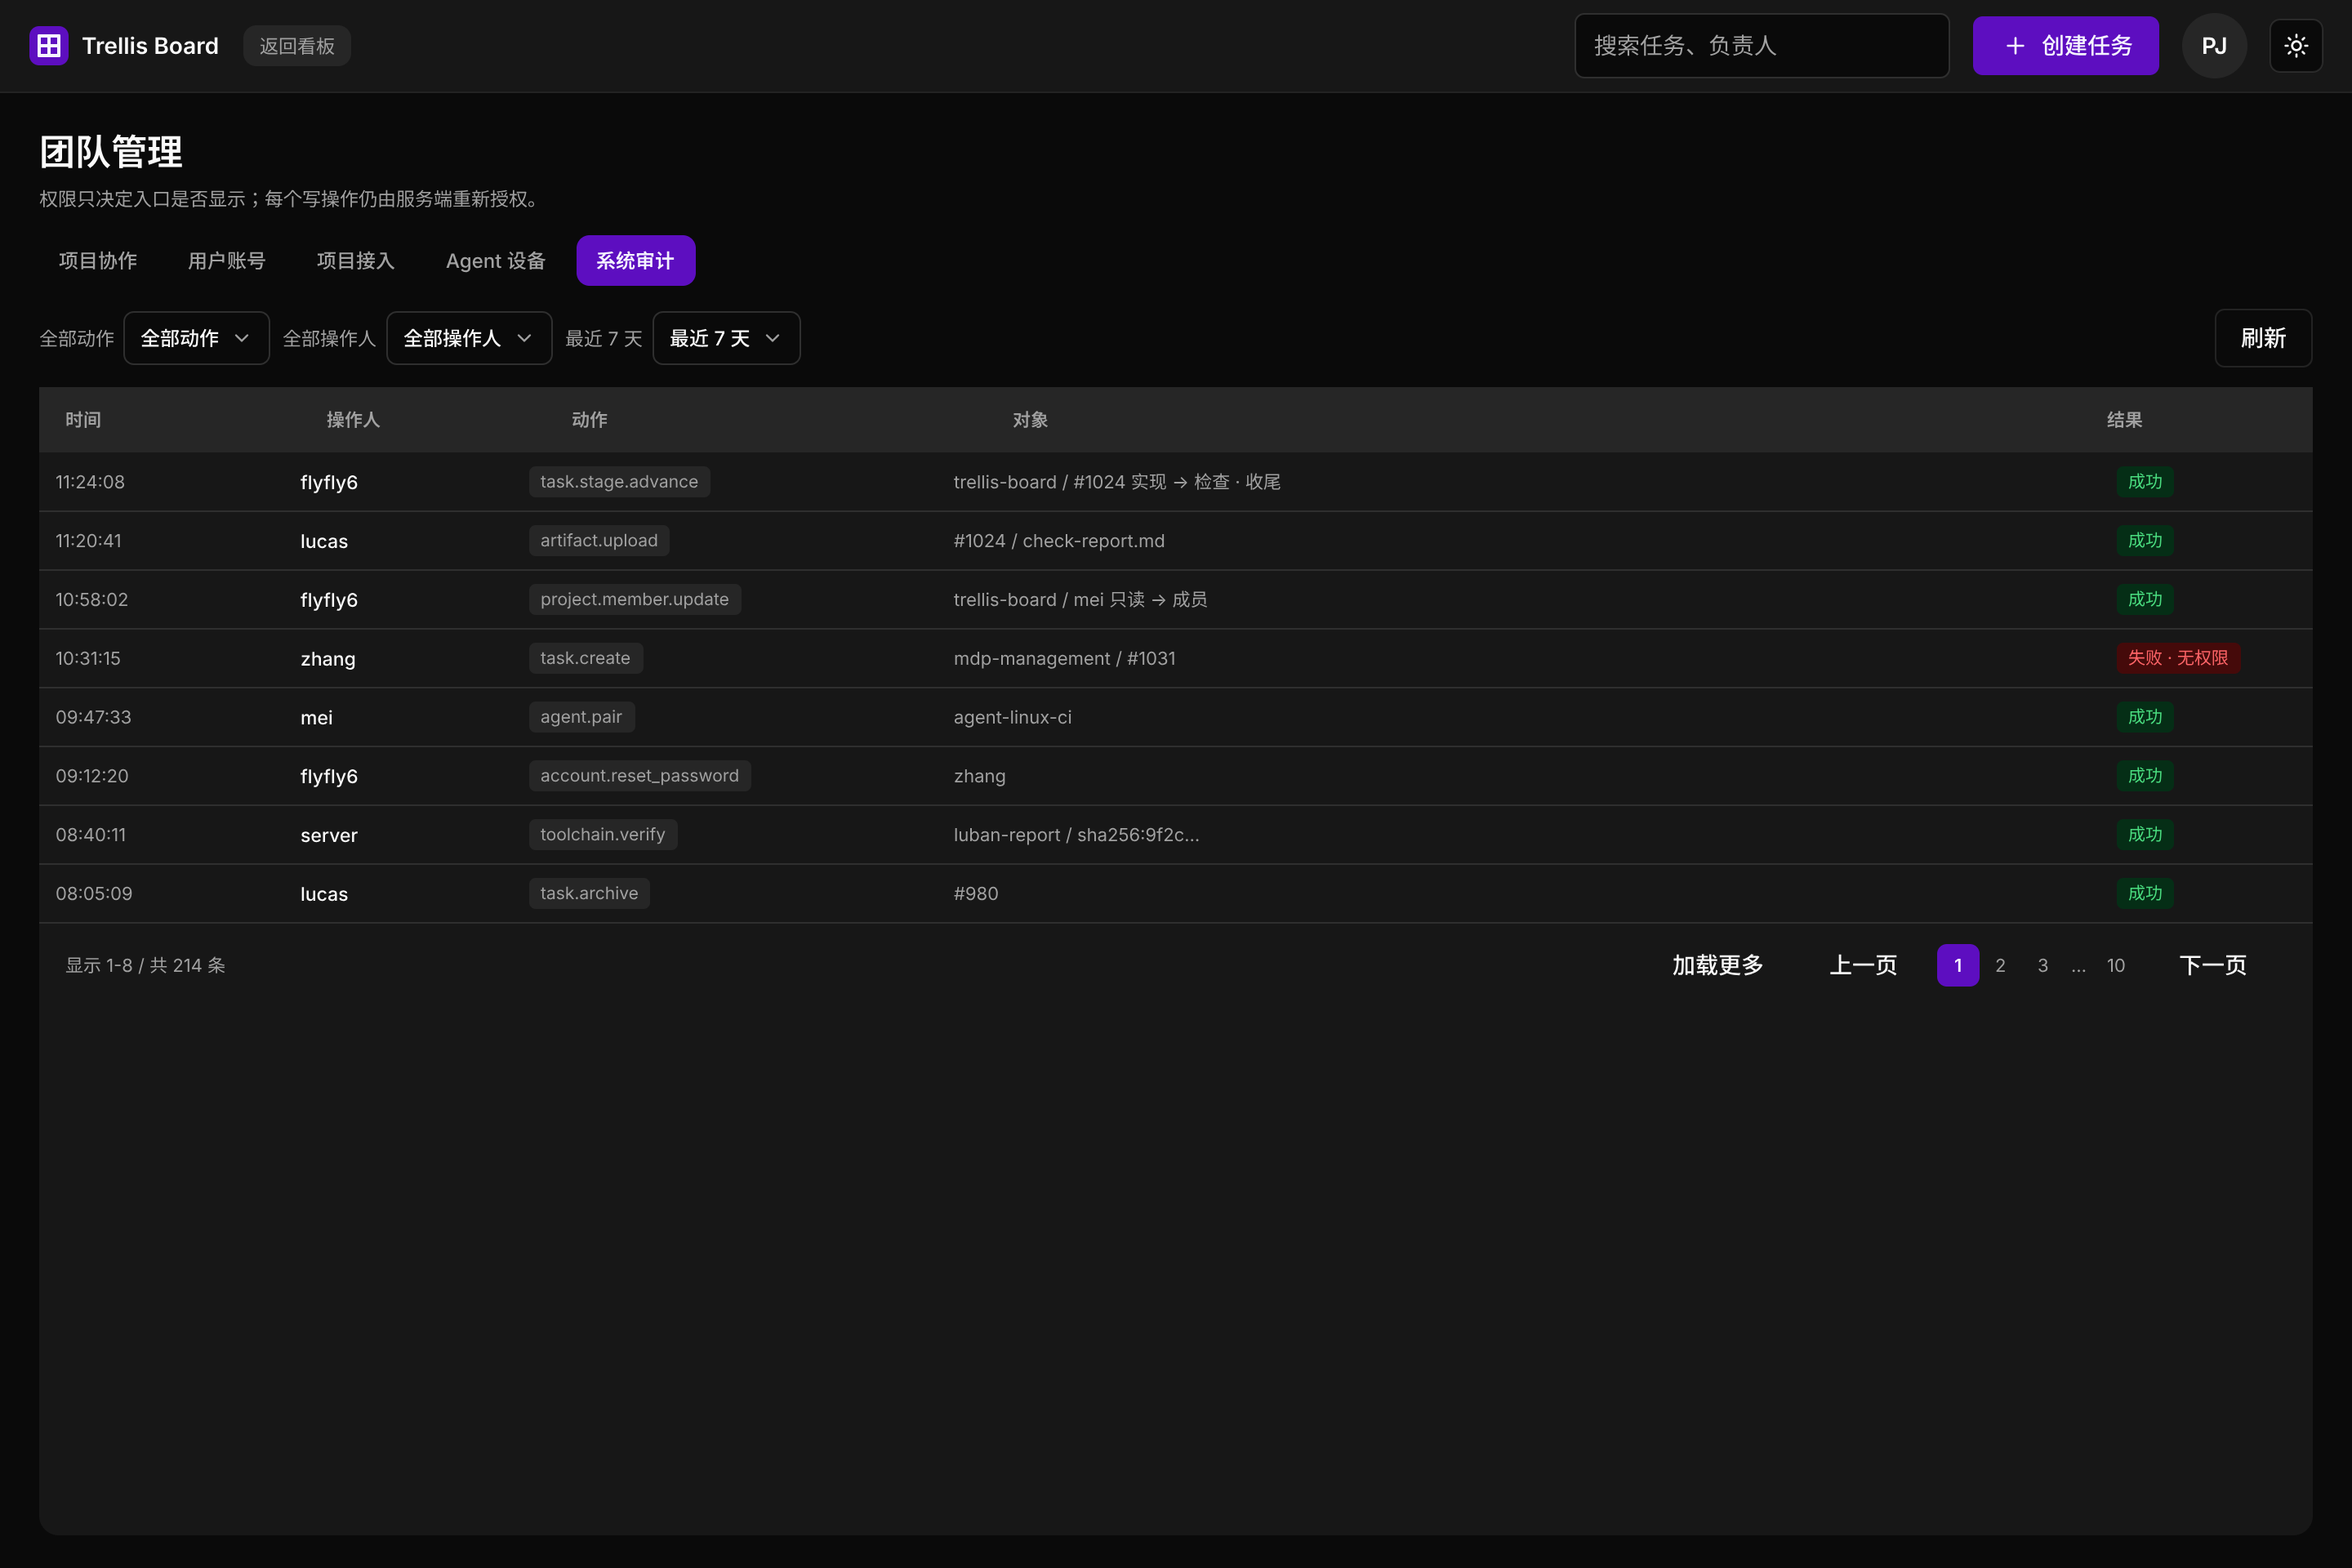 Trellis Board 返回看板 搜索任务、负责人 创建任务 PJ
团队管理
权限只决定入口是否显示；每个写操作仍由服务端重新授权。
项目协作 用户账号 项目接入 Agent 设备 系统审计
全部动作 全部动作 全部操作人 全部操作人 最近 7 天 最近 7 天 刷新
时间 操作人 动作 对象 结果
11:24:08 flyfly6 task.stage.advance trellis-board / #1024 实现 → 检查 · 收尾 成功
11:20:41 lucas artifact.upload #1024 / check-report.md 成功
10:58:02 flyfly6 project.member.update trellis-board / mei 只读 → 成员 成功
10:31:15 zhang task.create mdp-management / #1031 失败 · 无权限
09:47:33 mei agent.pair agent-linux-ci 成功
09:12:20 flyfly6 account.reset_password zhang 成功
08:40:11 server toolchain.verify luban-report / sha256:9f2c... 成功
08:05:09 lucas task.archive #980 成功
显示 1-8 / 共 214 条 加载更多 上一页 1 2 3 ... 10 下一页